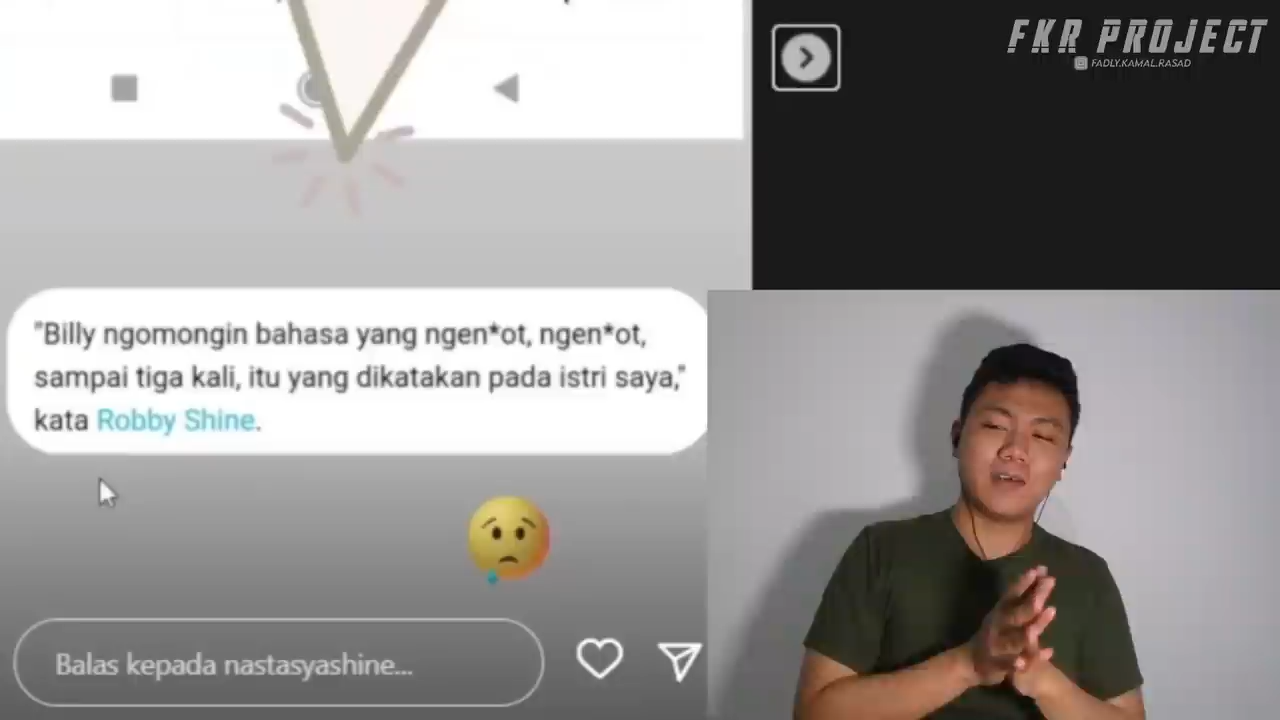 FKR PROJECT
FADLY.KAMAL.RASAD
"Billy ngomongin bahasa yang ngen*ot, ngen*ot,
sampai tiga kali, itu yang dikatakan pada istri saya,"
kata Robby Shine.
Balas kepada nastasyashine...